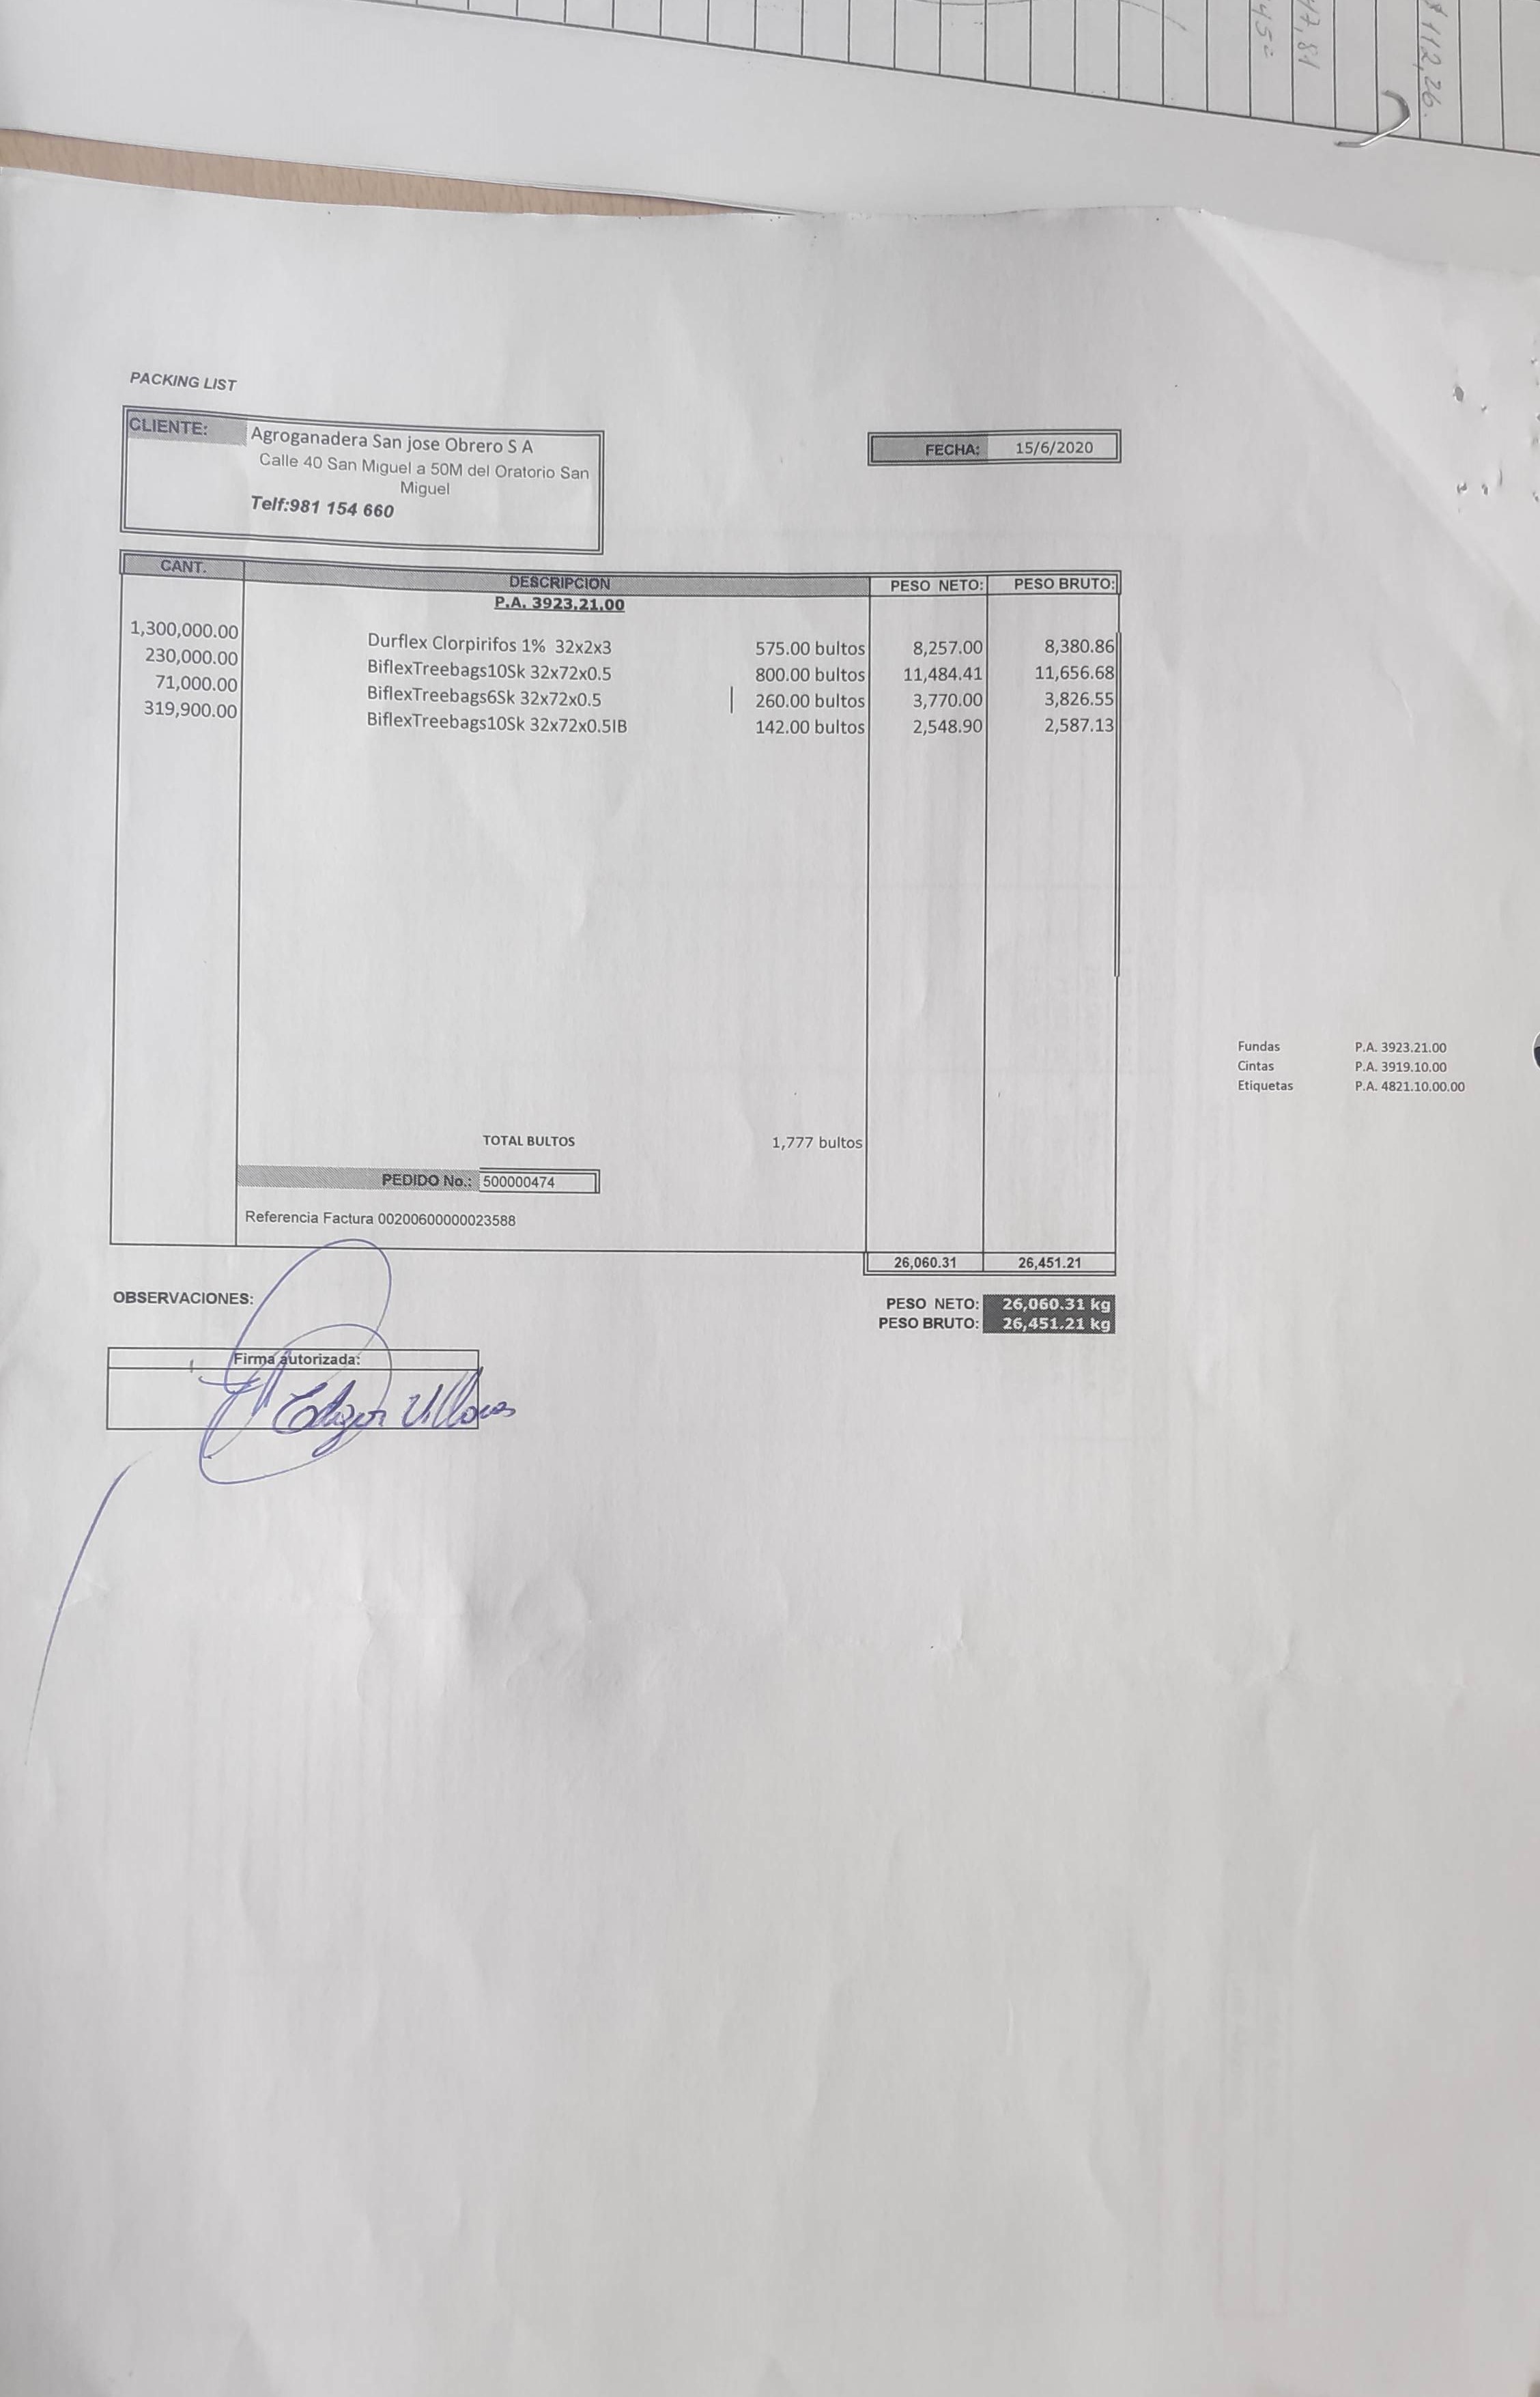 $ 112,26.
47,81
PACKING LIST
CLIENTE: Agroganadera San jose Obrero S A
Calle 40 San Miguel a 50M del Oratorio San
Miguel
Telf:981 154 660
FECHA: 15/6/2020
CANT. DESCRIPCION PESO NETO: PESO BRUTO:
P.A. 3923.21.00
1,300,000.00 Durflex Clorpirifos 1% 32x2x3 575.00 bultos 8,257.00 8,380.86
230,000.00 BiflexTreebags10Sk 32x72x0.5 800.00 bultos 11,484.41 11,656.68
71,000.00 BiflexTreebags6Sk 32x72x0.5 260.00 bultos 3,770.00 3,826.55
319,900.00 BiflexTreebags10Sk 32x72x0.5IB 142.00 bultos 2,548.90 2,587.13
Fundas P.A. 3923.21.00
Cintas P.A. 3919.10.00
Etiquetas P.A. 4821.10.00.00
TOTAL BULTOS 1,777 bultos
PEDIDO No.: 500000474
Referencia Factura 00200600000023588
26,060.31 26,451.21
OBSERVACIONES:
PESO NETO: 26,060.31 kg
PESO BRUTO: 26,451.21 kg
Firma autorizada: